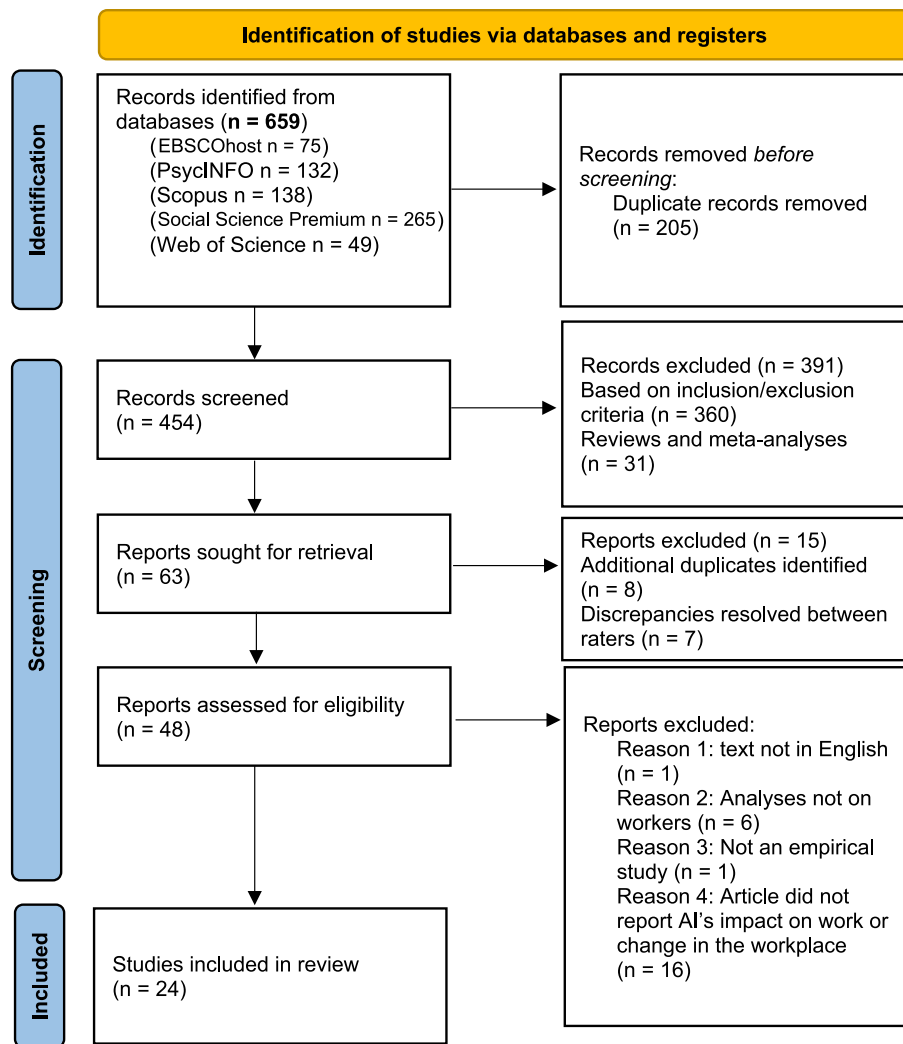 Identification of studies via databases and registers
Identification
Records identified from
databases (n = 659)
(EBSCOhost n = 75)
(PsycINFO n = 132)
(Scopus n = 138)
(Social Science Premium n = 265)
(Web of Science n = 49)
Records removed before
screening:
Duplicate records removed
(n = 205)
Screening
Records screened
(n = 454)
Records excluded (n = 391)
Based on inclusion/exclusion
criteria (n = 360)
Reviews and meta-analyses
(n = 31)
Reports sought for retrieval
(n = 63)
Reports excluded (n = 15)
Additional duplicates identified
(n = 8)
Discrepancies resolved between
raters (n = 7)
Reports assessed for eligibility
(n = 48)
Reports excluded:
Reason 1: text not in English
(n = 1)
Reason 2: Analyses not on
workers (n = 6)
Reason 3: Not an empirical
study (n = 1)
Reason 4: Article did not
report AI’s impact on work or
change in the workplace
(n = 16)
Included
Studies included in review
(n = 24)